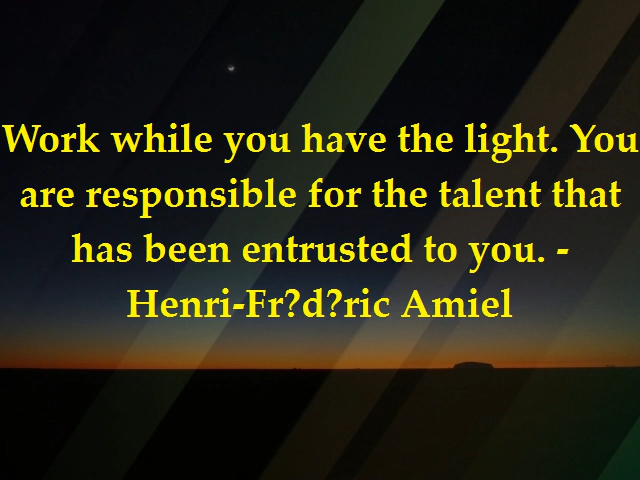 Work while you have the light. You
are responsible for the talent that
has been entrusted to you. -
Henri-Fr?d?ric Amiel